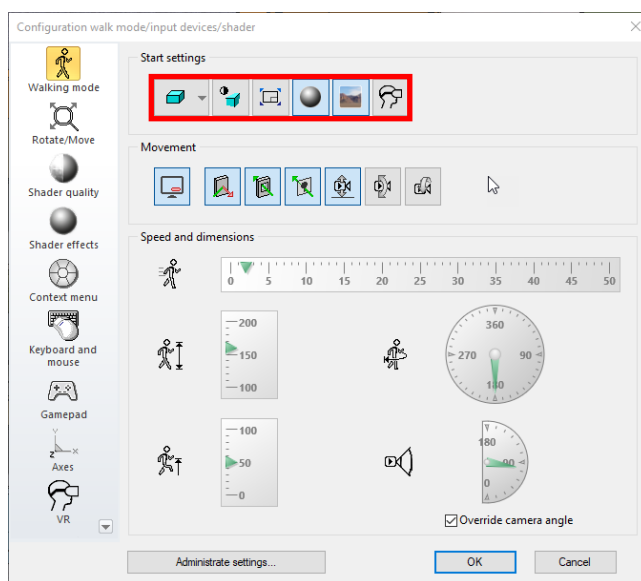 Configuration walk mode/input devices/shader
Walking mode
Rotate/Move
Shader quality
Shader effects
Context menu
Keyboard and
mouse
Gamepad
Axes
VR
Start settings
Movement
Speed and dimensions
0 5 10 15 20 25 30 35 40 45 50
200
150
100
360
270 90
180
100
50
0
180
90
0
Override camera angle
Administrate settings...
OK
Cancel
Y
Z X